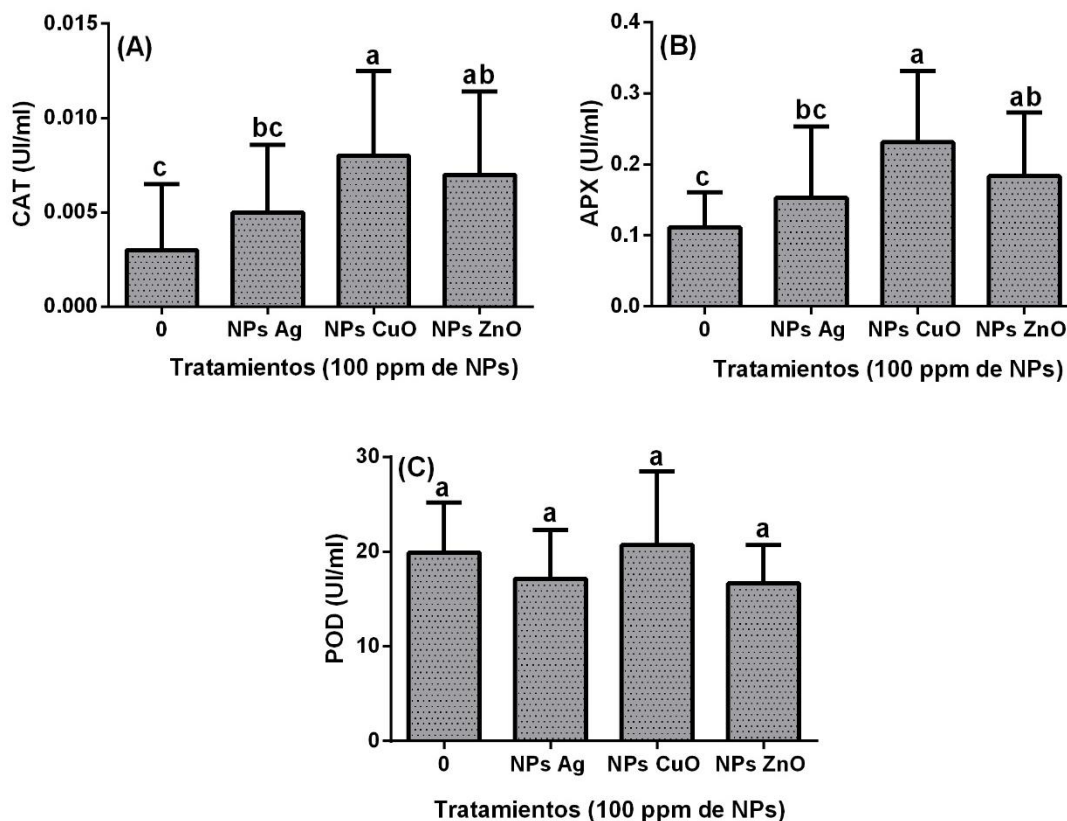 (A)
CAT (UI/ml)
0.015
0.010
0.005
0.000
c
bc
a
ab
0 NPs Ag NPs CuO NPs ZnO
Tratamientos (100 ppm de NPs)
(B)
APX (UI/ml)
0.4
0.3
0.2
0.1
0.0
c
bc
a
ab
0 NPs Ag NPs CuO NPs ZnO
Tratamientos (100 ppm de NPs)
(C)
POD (UI/ml)
30
20
10
0
a
a
a
a
0 NPs Ag NPs CuO NPs ZnO
Tratamientos (100 ppm de NPs)